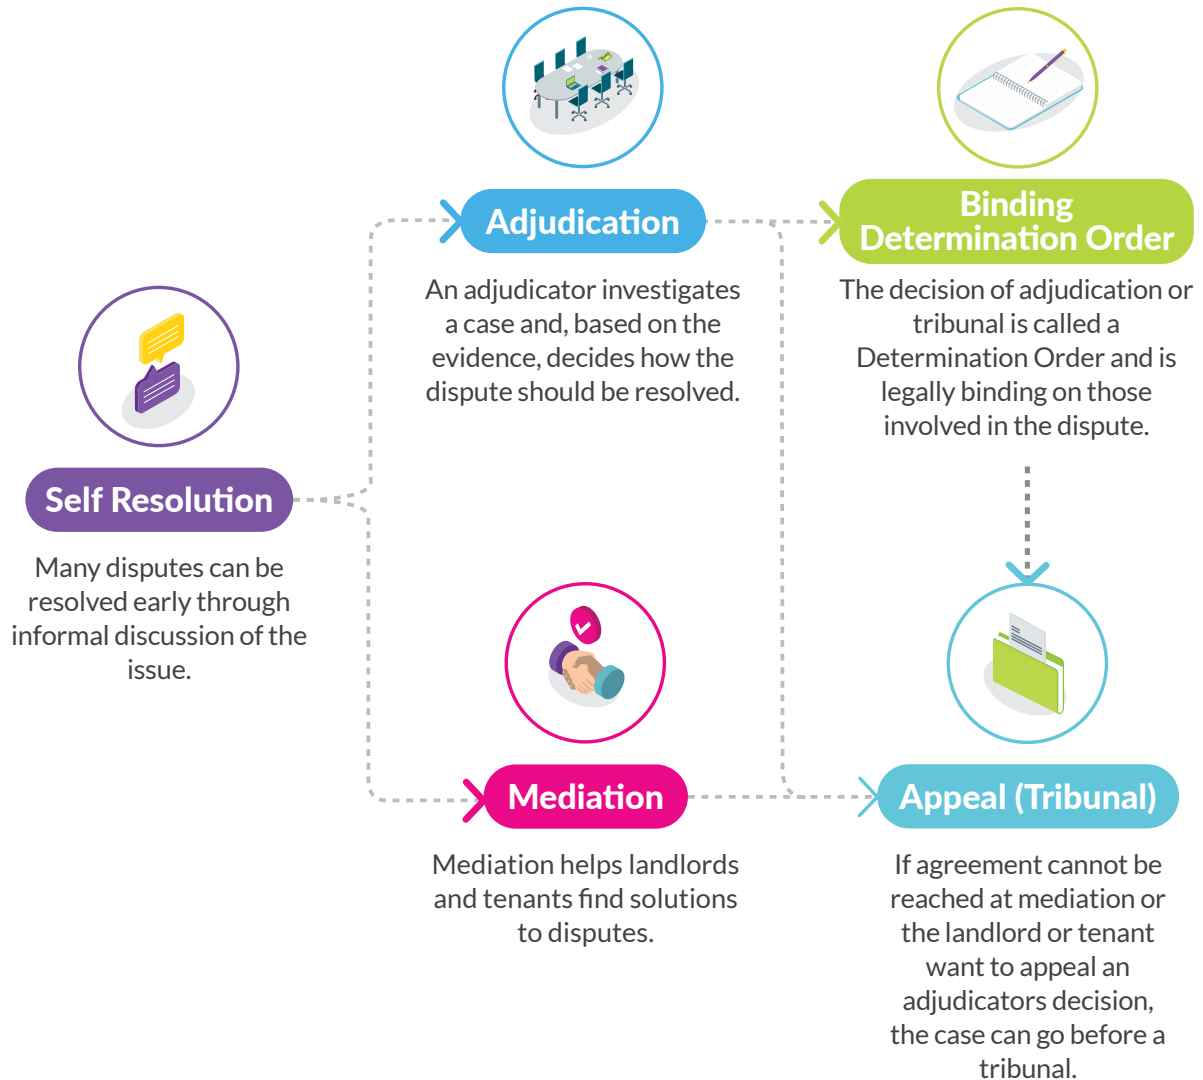 Self Resolution
Many disputes can be
resolved early through
informal discussion of the
issue.
Adjudication
An adjudicator investigates
a case and, based on the
evidence, decides how the
dispute should be resolved.
Mediation
Mediation helps landlords
and tenants find solutions
to disputes.
Binding
Determination Order
The decision of adjudication or
tribunal is called a
Determination Order and is
legally binding on those
involved in the dispute.
Appeal (Tribunal)
If agreement cannot be
reached at mediation or
the landlord or tenant
want to appeal an
adjudicators decision,
the case can go before a
tribunal.